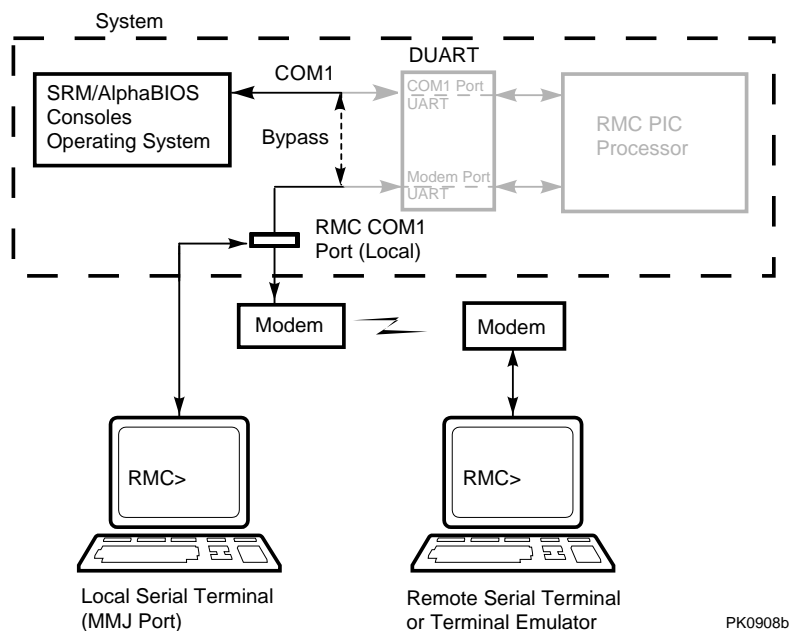 System
DUART
COM1
SRM/AlphaBIOS
Consoles
Operating System
Bypass
COM1 Port
UART
Modem Port
UART
RMC PIC
Processor
RMC COM1
Port (Local)
Modem
Modem
RMC>
RMC>
Local Serial Terminal
(MMJ Port)
Remote Serial Terminal
or Terminal Emulator
PK0908b